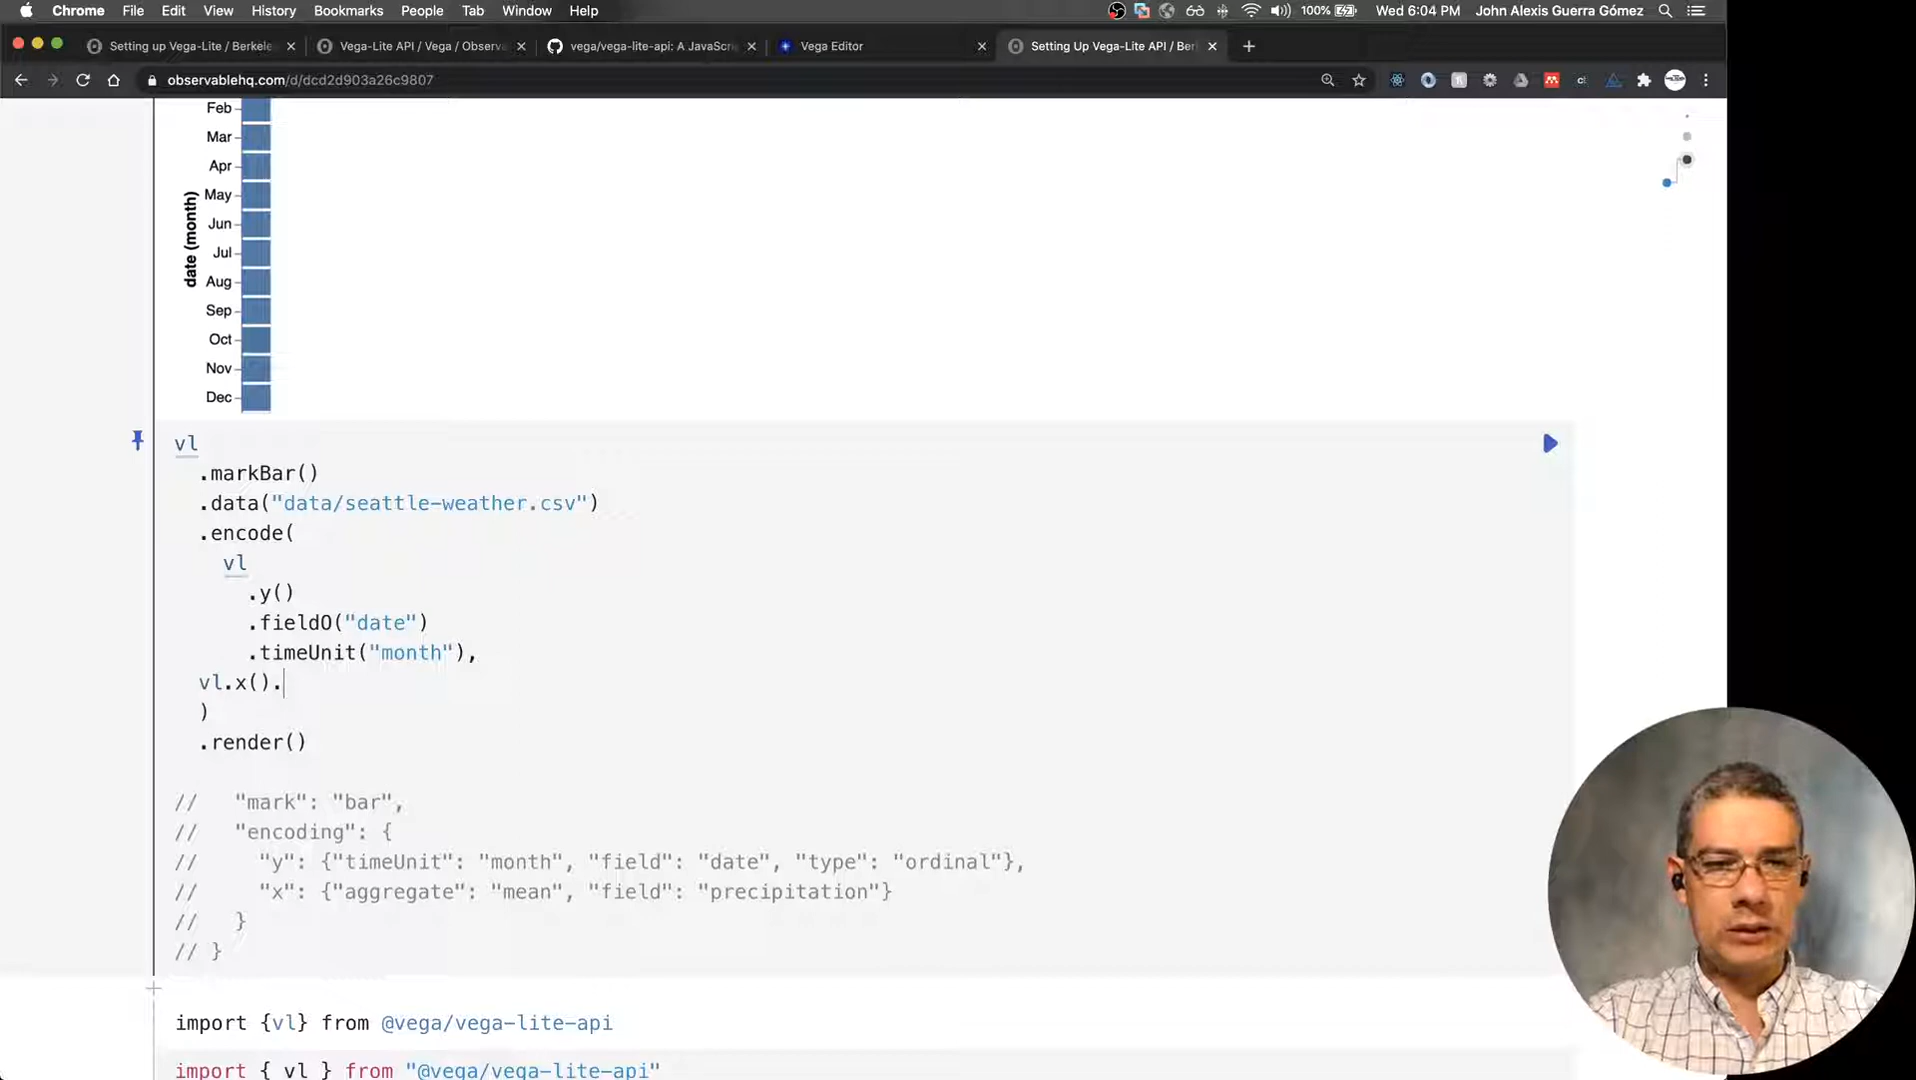 Chrome File Edit View History Bookmarks People Tab Window Help 100% Wed 6:04 PM John Alexis Guerra Gómez
Setting up Vega-Lite / Berkele Vega-Lite API / Vega / Observa vega/vega-lite-api: A JavaScri Vega Editor Setting Up Vega-Lite API / Ber
observablehq.com/d/dcd2d903a26c9807
Feb
Mar
Apr
May
Jun
Jul
Aug
Sep
Oct
Nov
Dec
date (month)
vl
.markBar()
.data("data/seattle-weather.csv")
.encode(
vl
.y()
.fieldO("date")
.timeUnit("month"),
vl.x().
)
.render()
// "mark": "bar",
// "encoding": {
// "y": {"timeUnit": "month", "field": "date", "type": "ordinal"},
// "x": {"aggregate": "mean", "field": "precipitation"}
// }
// }
import {vl} from @vega/vega-lite-api
import { vl } from "@vega/vega-lite-api"